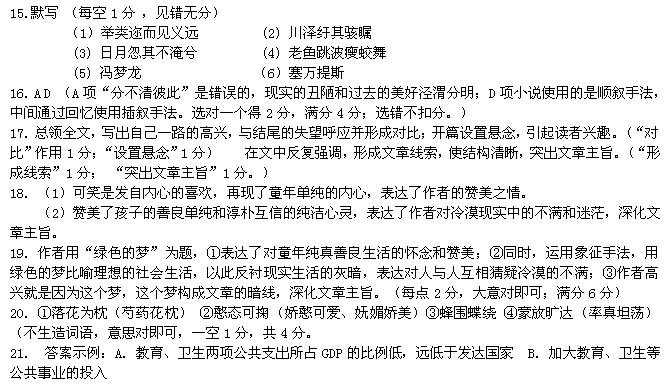 15.默写 （每空1分 ，见错无分）
（1）举类迩而见义远 （2）川泽纡其骇瞩
（3）日月忽其不淹兮 （4）老鱼跳波瘦蛟舞
（5）冯梦龙 （6）塞万提斯
16. A D （A 项“分不清彼此”是错误的，现实的丑陋和过去的美好泾渭分明；D项小说使用的是顺叙手法，
中间通过回忆使用插叙手法。选对一个得2分，满分4分；选错不扣分。）
17. 总领全文，写出自己一路的高兴，与结尾的失望呼应并形成对比；开篇设置悬念，引起读者兴趣。（“对
比”作用1分；“设置悬念”1分） 在文中反复强调，形成文章线索，使结构清晰，突出文章主旨。（“形
成线索”1分； “突出文章主旨”1分。）
18. （1）可笑是发自内心的喜欢，再现了童年单纯的内心，表达了作者的赞美之情。
（2）赞美了孩子的善良单纯和淳朴互信的纯洁心灵，表达了作者对冷漠现实中的不满和迷茫，深化文
章主旨。
19. 作者用“绿色的梦”为题，①表达了对童年纯真善良生活的怀念和赞美；②同时，运用象征手法，用
绿色的梦比喻理想的社会生活，以此反衬现实生活的灰暗，表达对人与人互相猜疑冷漠的不满；③作者高
兴就是因为这个梦，这个梦构成文章的暗线，深化文章主旨。（每点2分，大意对即可；满分6分）
20. ①落花为枕（芍药花枕） ②憨态可掬（娇憨可爱、妩媚娇美）③蜂围蝶绕 ④豪放旷达（率真坦荡）
（不生造词语，意思对即可，一空1分，共4分。
21. 答案示例：A. 教育、卫生两项公共支出所占GDP的比例低，远低于发达国家 B. 加大教育、卫生等
公共事业的投入